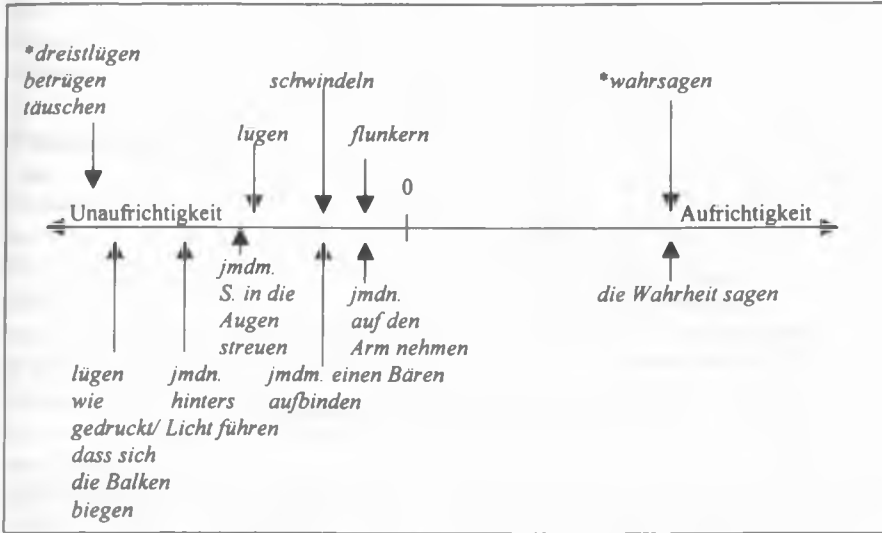 *dreistlügen
betrügen
täuschen
schwindeln
*wahrsagen
lügen
flunkern
0
Unaufrichtigkeit
Aufrichtigkeit
jmdm.
S. in die
Augen
streuen
jmdn.
auf den
Arm nehmen
die Wahrheit sagen
lügen
wie
gedruckt/
dass sich
die Balken
biegen
jmdn.
hinters
Licht führen
jmdm. einen Bären
aufbinden